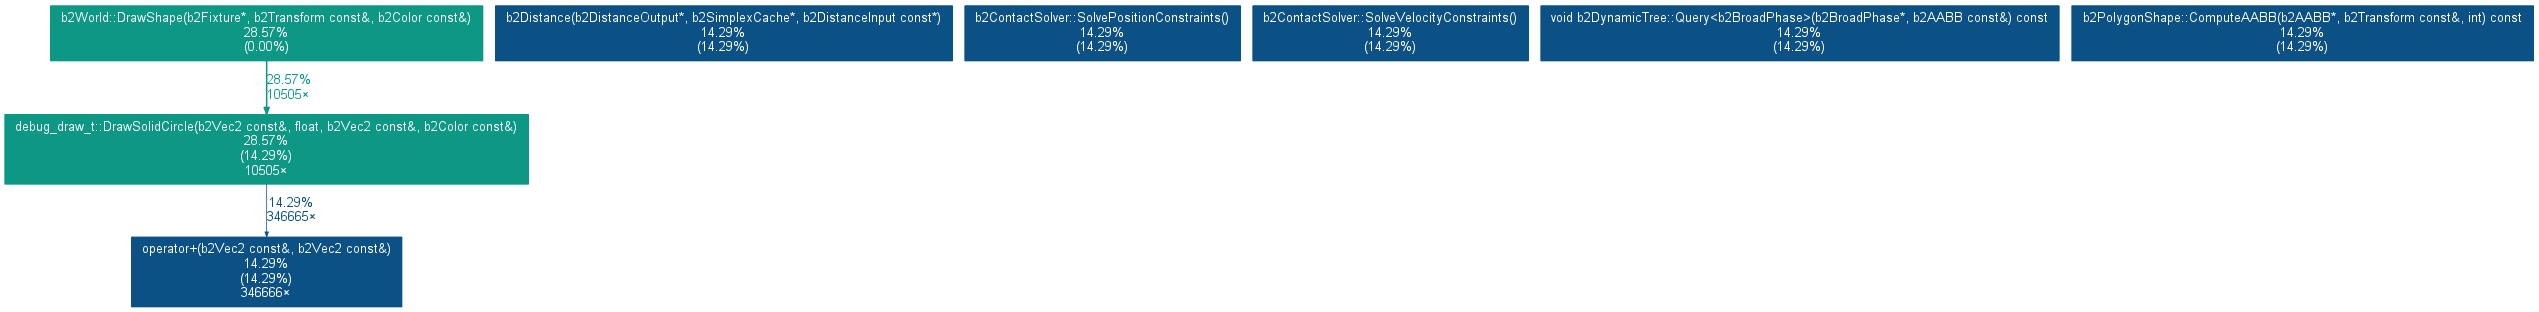 b2World::DrawShape(b2Fixture*, b2Transform const&, b2Color const&)
28.57%
(0.00%)
b2Distance(b2DistanceOutput*, b2SimplexCache*, b2DistanceInput const*)
14.29%
(14.29%)
b2ContactSolver::SolvePositionConstraints()
14.29%
(14.29%)
b2ContactSolver::SolveVelocityConstraints()
14.29%
(14.29%)
void b2DynamicTree::Query<b2BroadPhase>(b2BroadPhase*, b2AABB const&) const
14.29%
(14.29%)
b2PolygonShape::ComputeAABB(b2AABB*, b2Transform const&, int) const
14.29%
(14.29%)
28.57%
10505×
debug_draw_t::DrawSolidCircle(b2Vec2 const&, float, b2Vec2 const&, b2Color const&)
28.57%
(14.29%)
10505×
14.29%
346665×
operator+(b2Vec2 const&, b2Vec2 const&)
14.29%
(14.29%)
346666×